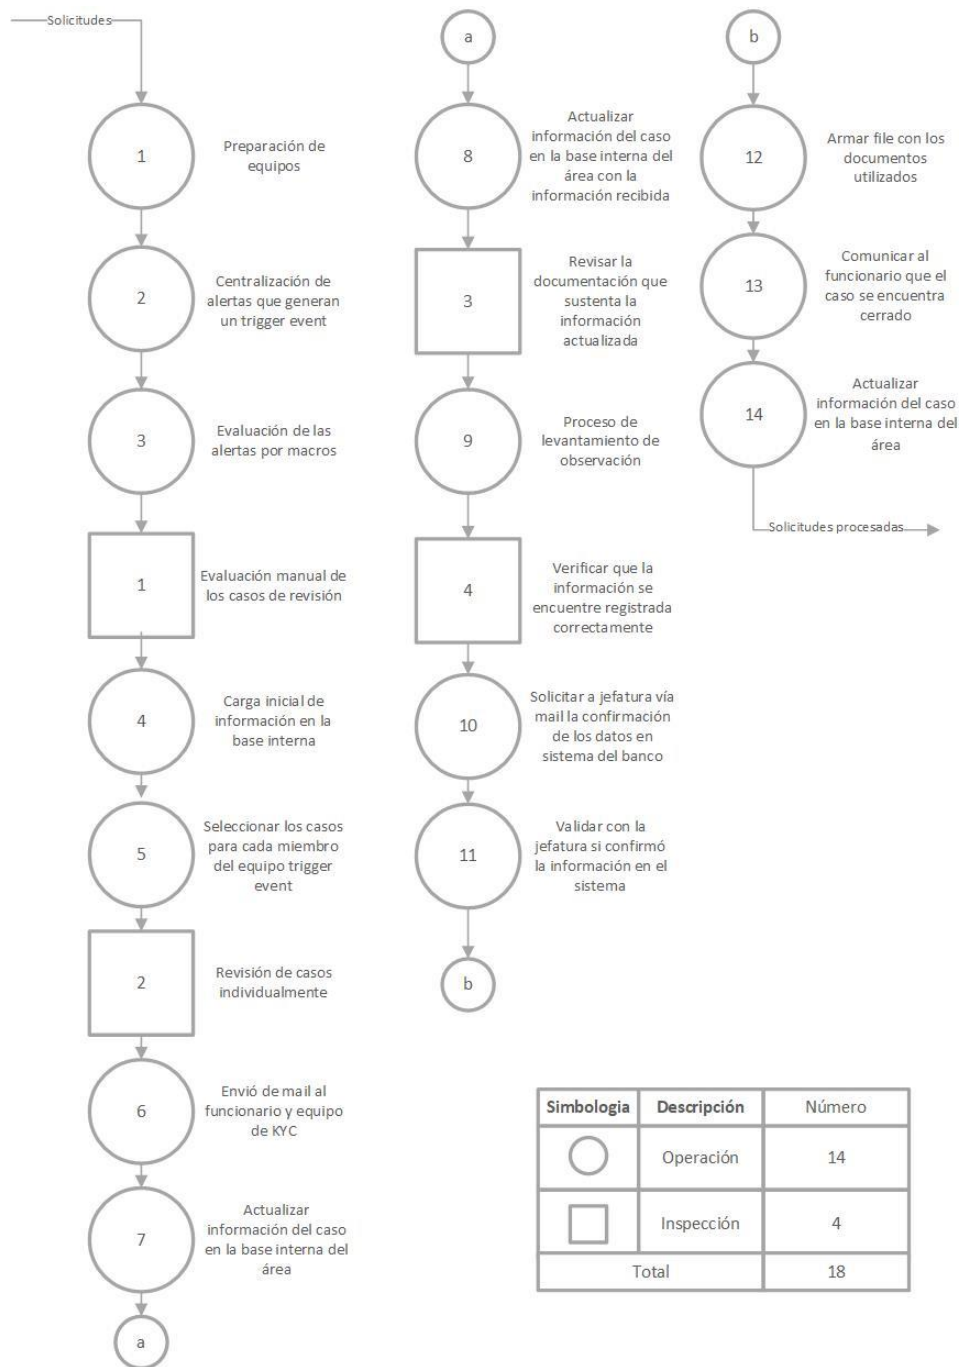 Solicitudes
1
Preparación de
equipos
2
Centralización de
alertas que generan
un trigger event
3
Evaluación de las
alertas por macros
1
Evaluación manual de
los casos de revisión
4
Carga inicial de
información en la
base interna
5
Seleccionar los casos
para cada miembro
del equipo trigger
event
2
Revisión de casos
individualmente
6
Envió de mail al
funcionario y equipo
de KYC
7
Actualizar
información del caso
en la base interna del
área
a
a
8
Actualizar
información del caso
en la base interna del
área con la
información recibida
3
Revisar la
documentación que
sustenta la
información
actualizada
9
Proceso de
levantamiento de
observación
4
Verificar que la
información se
encuentre registrada
correctamente
10
Solicitar a jefatura vía
mail la confirmación
de los datos en
sistema del banco
11
Validar con la
jefatura si confirmó
la información en el
sistema
b
b
12
Armar file con los
documentos
utilizados
13
Comunicar al
funcionario que el
caso se encuentra
cerrado
14
Actualizar
información del caso
en la base interna del
área
Solicitudes procesadas
Simbologia Descripción Número
Operación 14
Inspección 4
Total 18